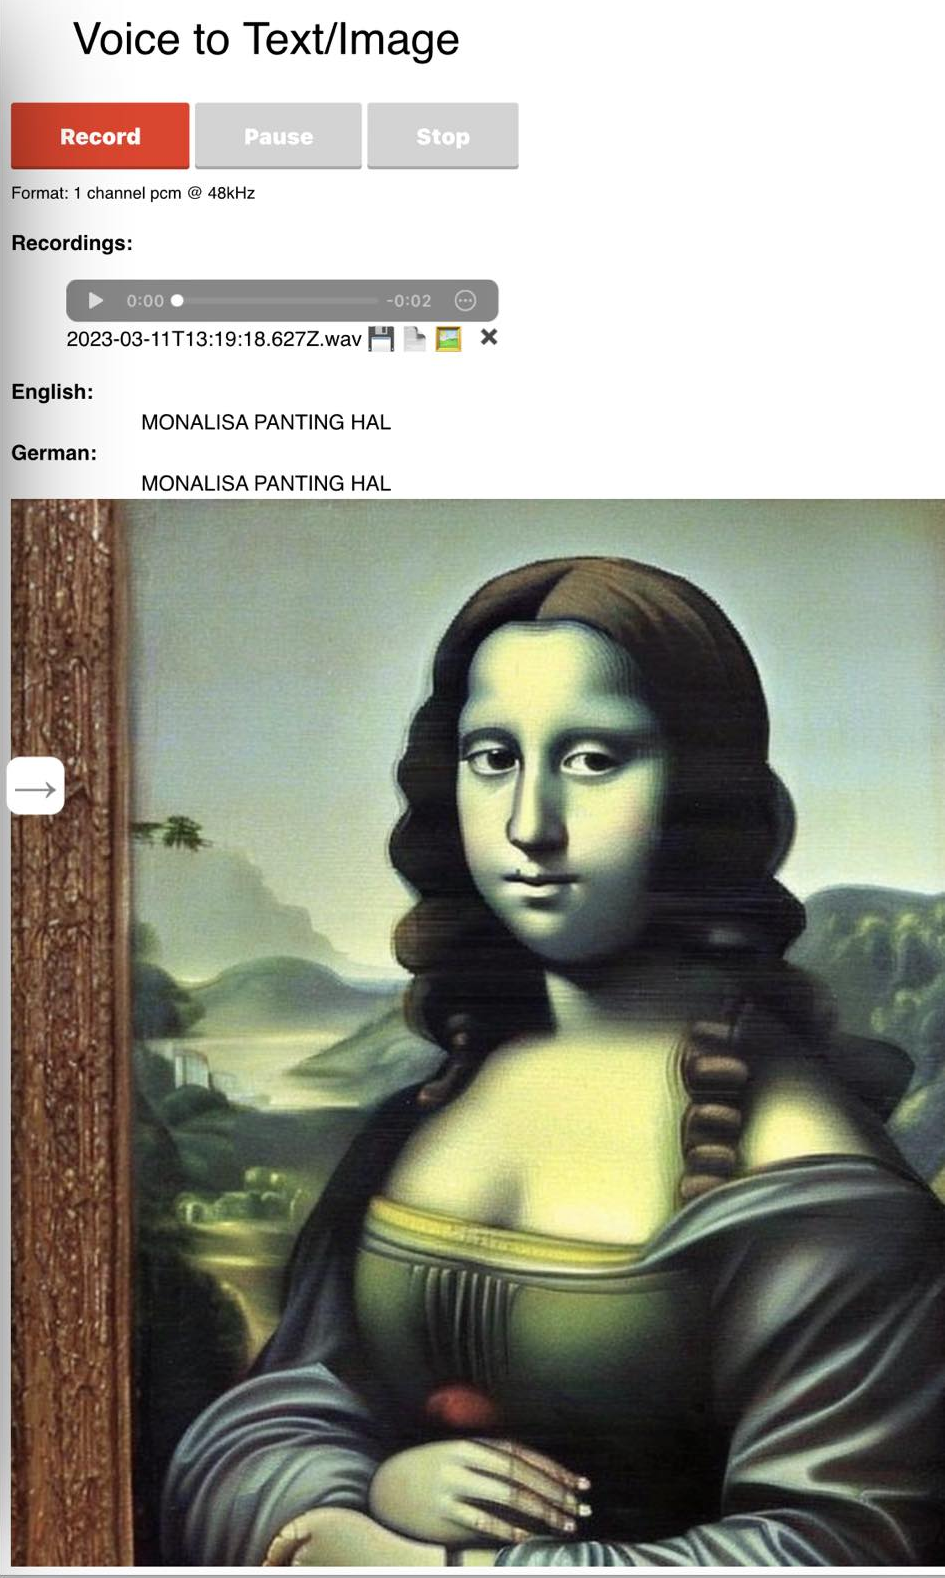 Voice to Text/Image
Record Pause Stop
Format: 1 channel pcm @ 48kHz
Recordings:
0:00 -0:02
2023-03-11T13:19:18.627Z.wav
English:
MONALISA PANTING HAL
German:
MONALISA PANTING HAL